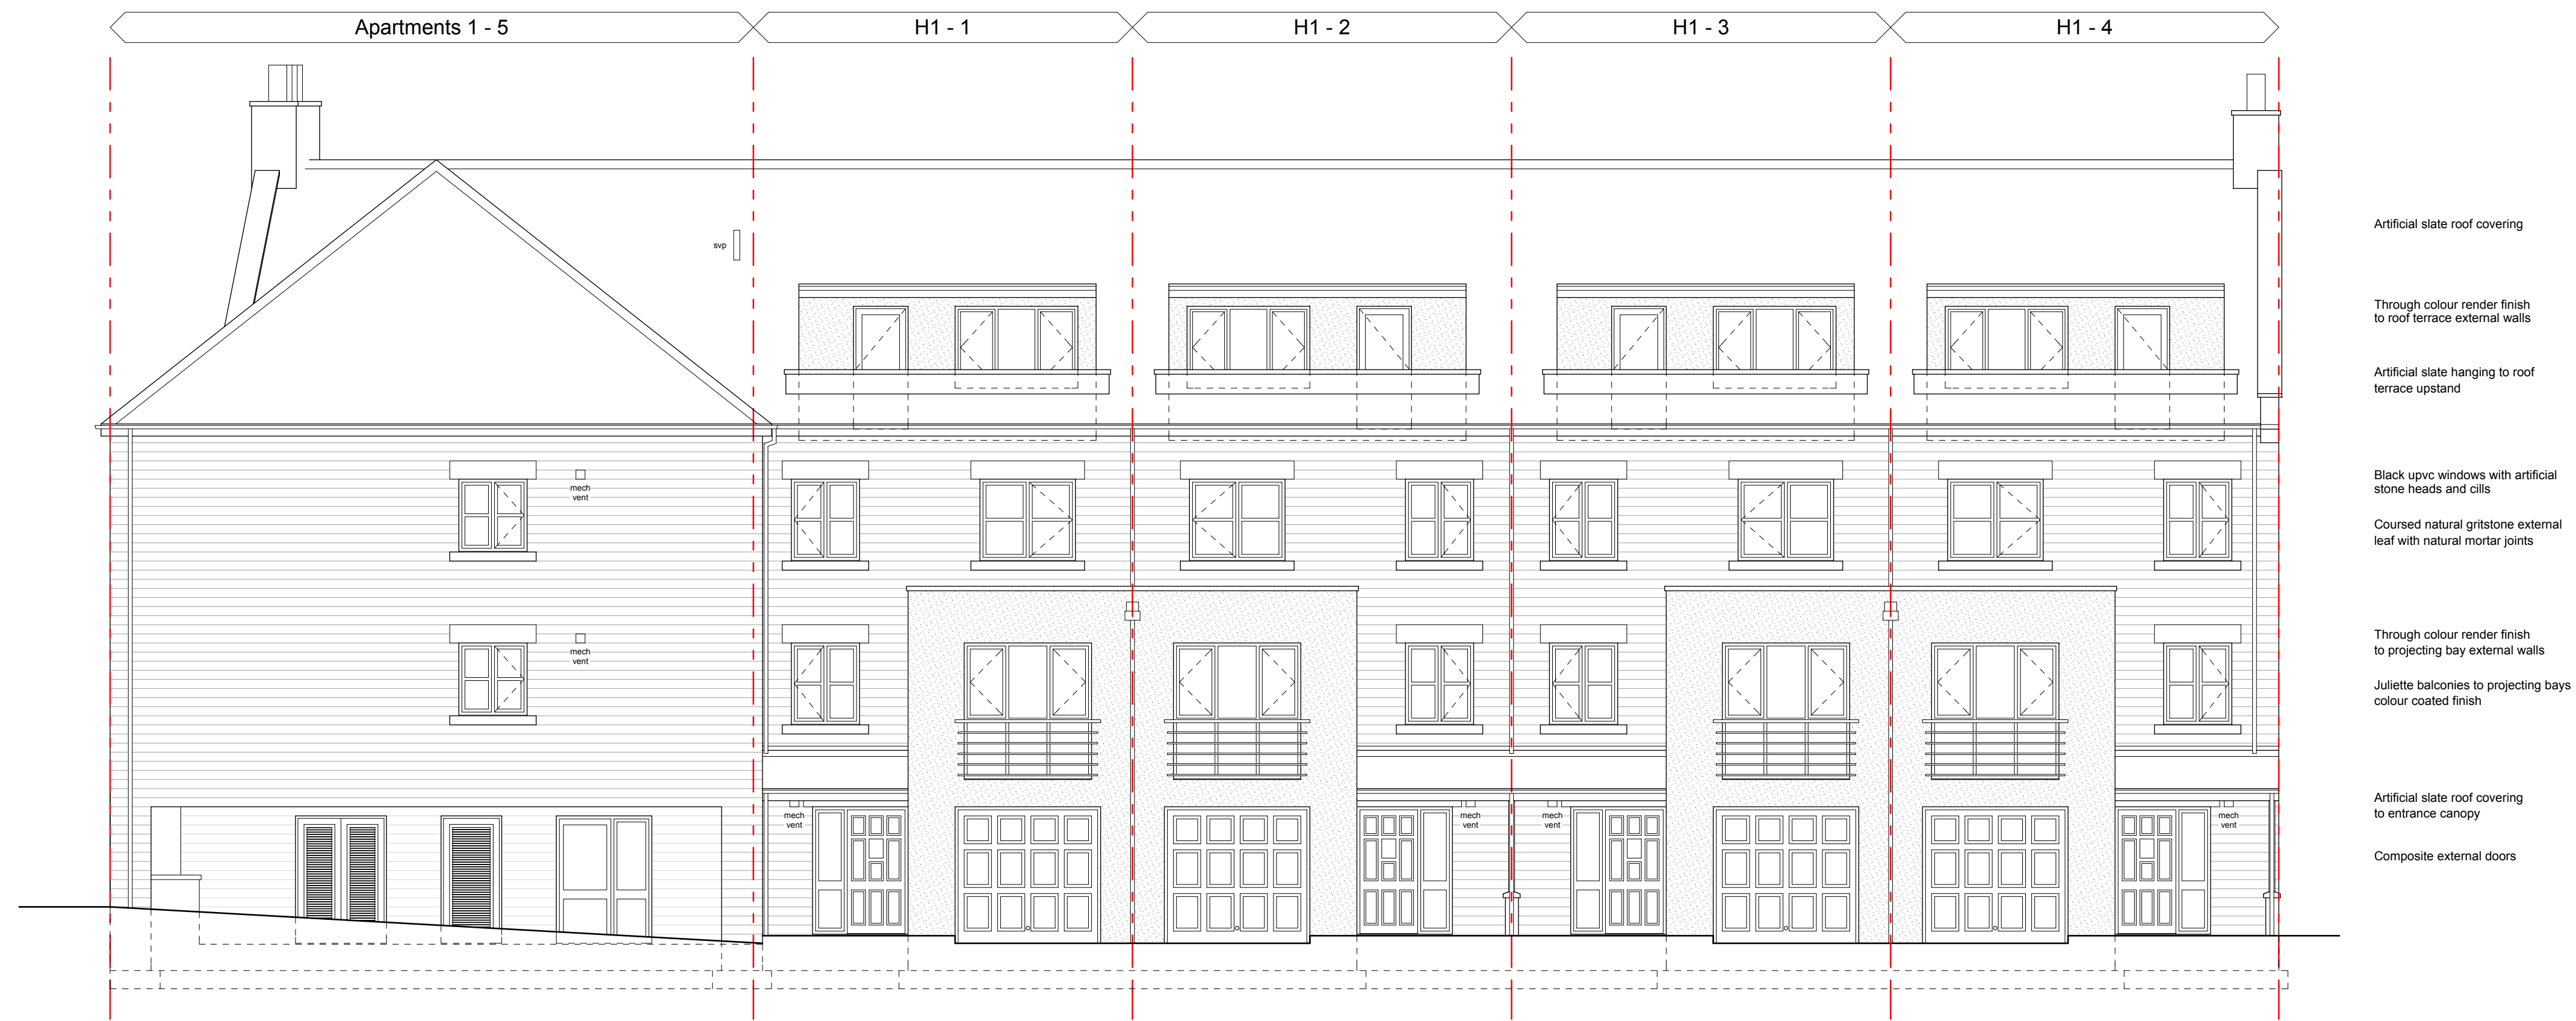 Apartments 1 - 5
H1 - 1
H1 - 2
H1 - 3
H1 - 4
svp
Artificial slate roof covering
Through colour render finish
to roof terrace external walls
Artificial slate hanging to roof
terrace upstand
mech
vent
Black upvc windows with artificial
stone heads and cills
Coursed natural gritstone external
leaf with natural mortar joints
mech
vent
Through colour render finish
to projecting bay external walls
Juliette balconies to projecting bays
colour coated finish
mech
vent
mech
vent
mech
vent
mech
vent
Artificial slate roof covering
to entrance canopy
Composite external doors